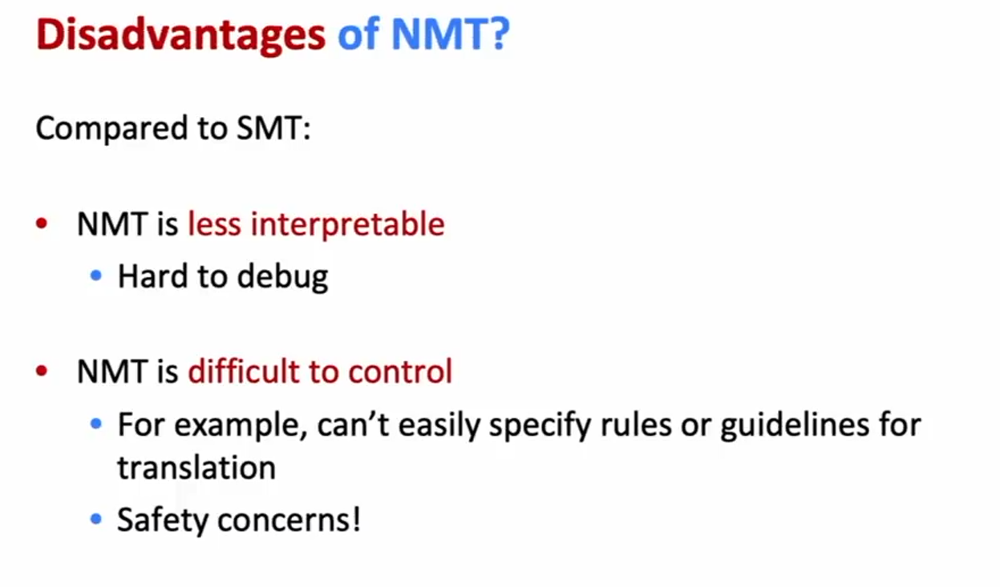 Disadvantages of NMT?
Compared to SMT:
• NMT is less interpretable
• Hard to debug
• NMT is difficult to control
• For example, can’t easily specify rules or guidelines for
translation
• Safety concerns!